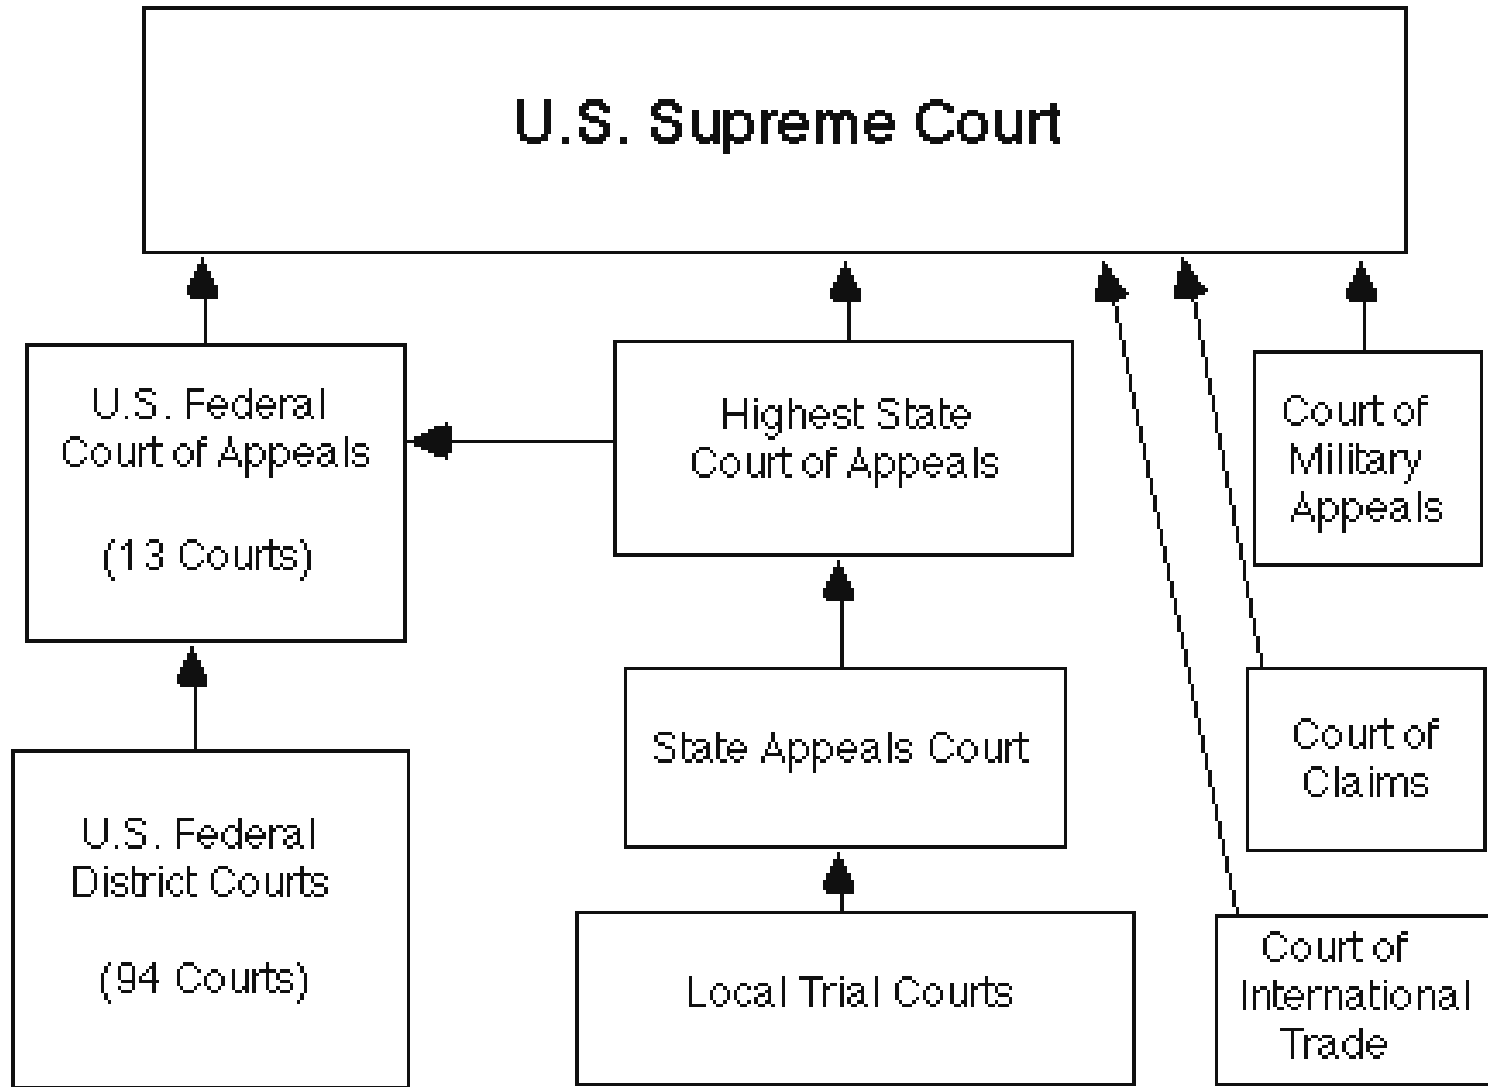 U.S. Supreme Court
U.S. Federal
Court of Appeals
(13 Courts)
Highest State
Court of Appeals
Court of
Military
Appeals
State Appeals Court
Court of
Claims
U.S. Federal
District Courts
(94 Courts)
Local Trial Courts
Court of
International
Trade